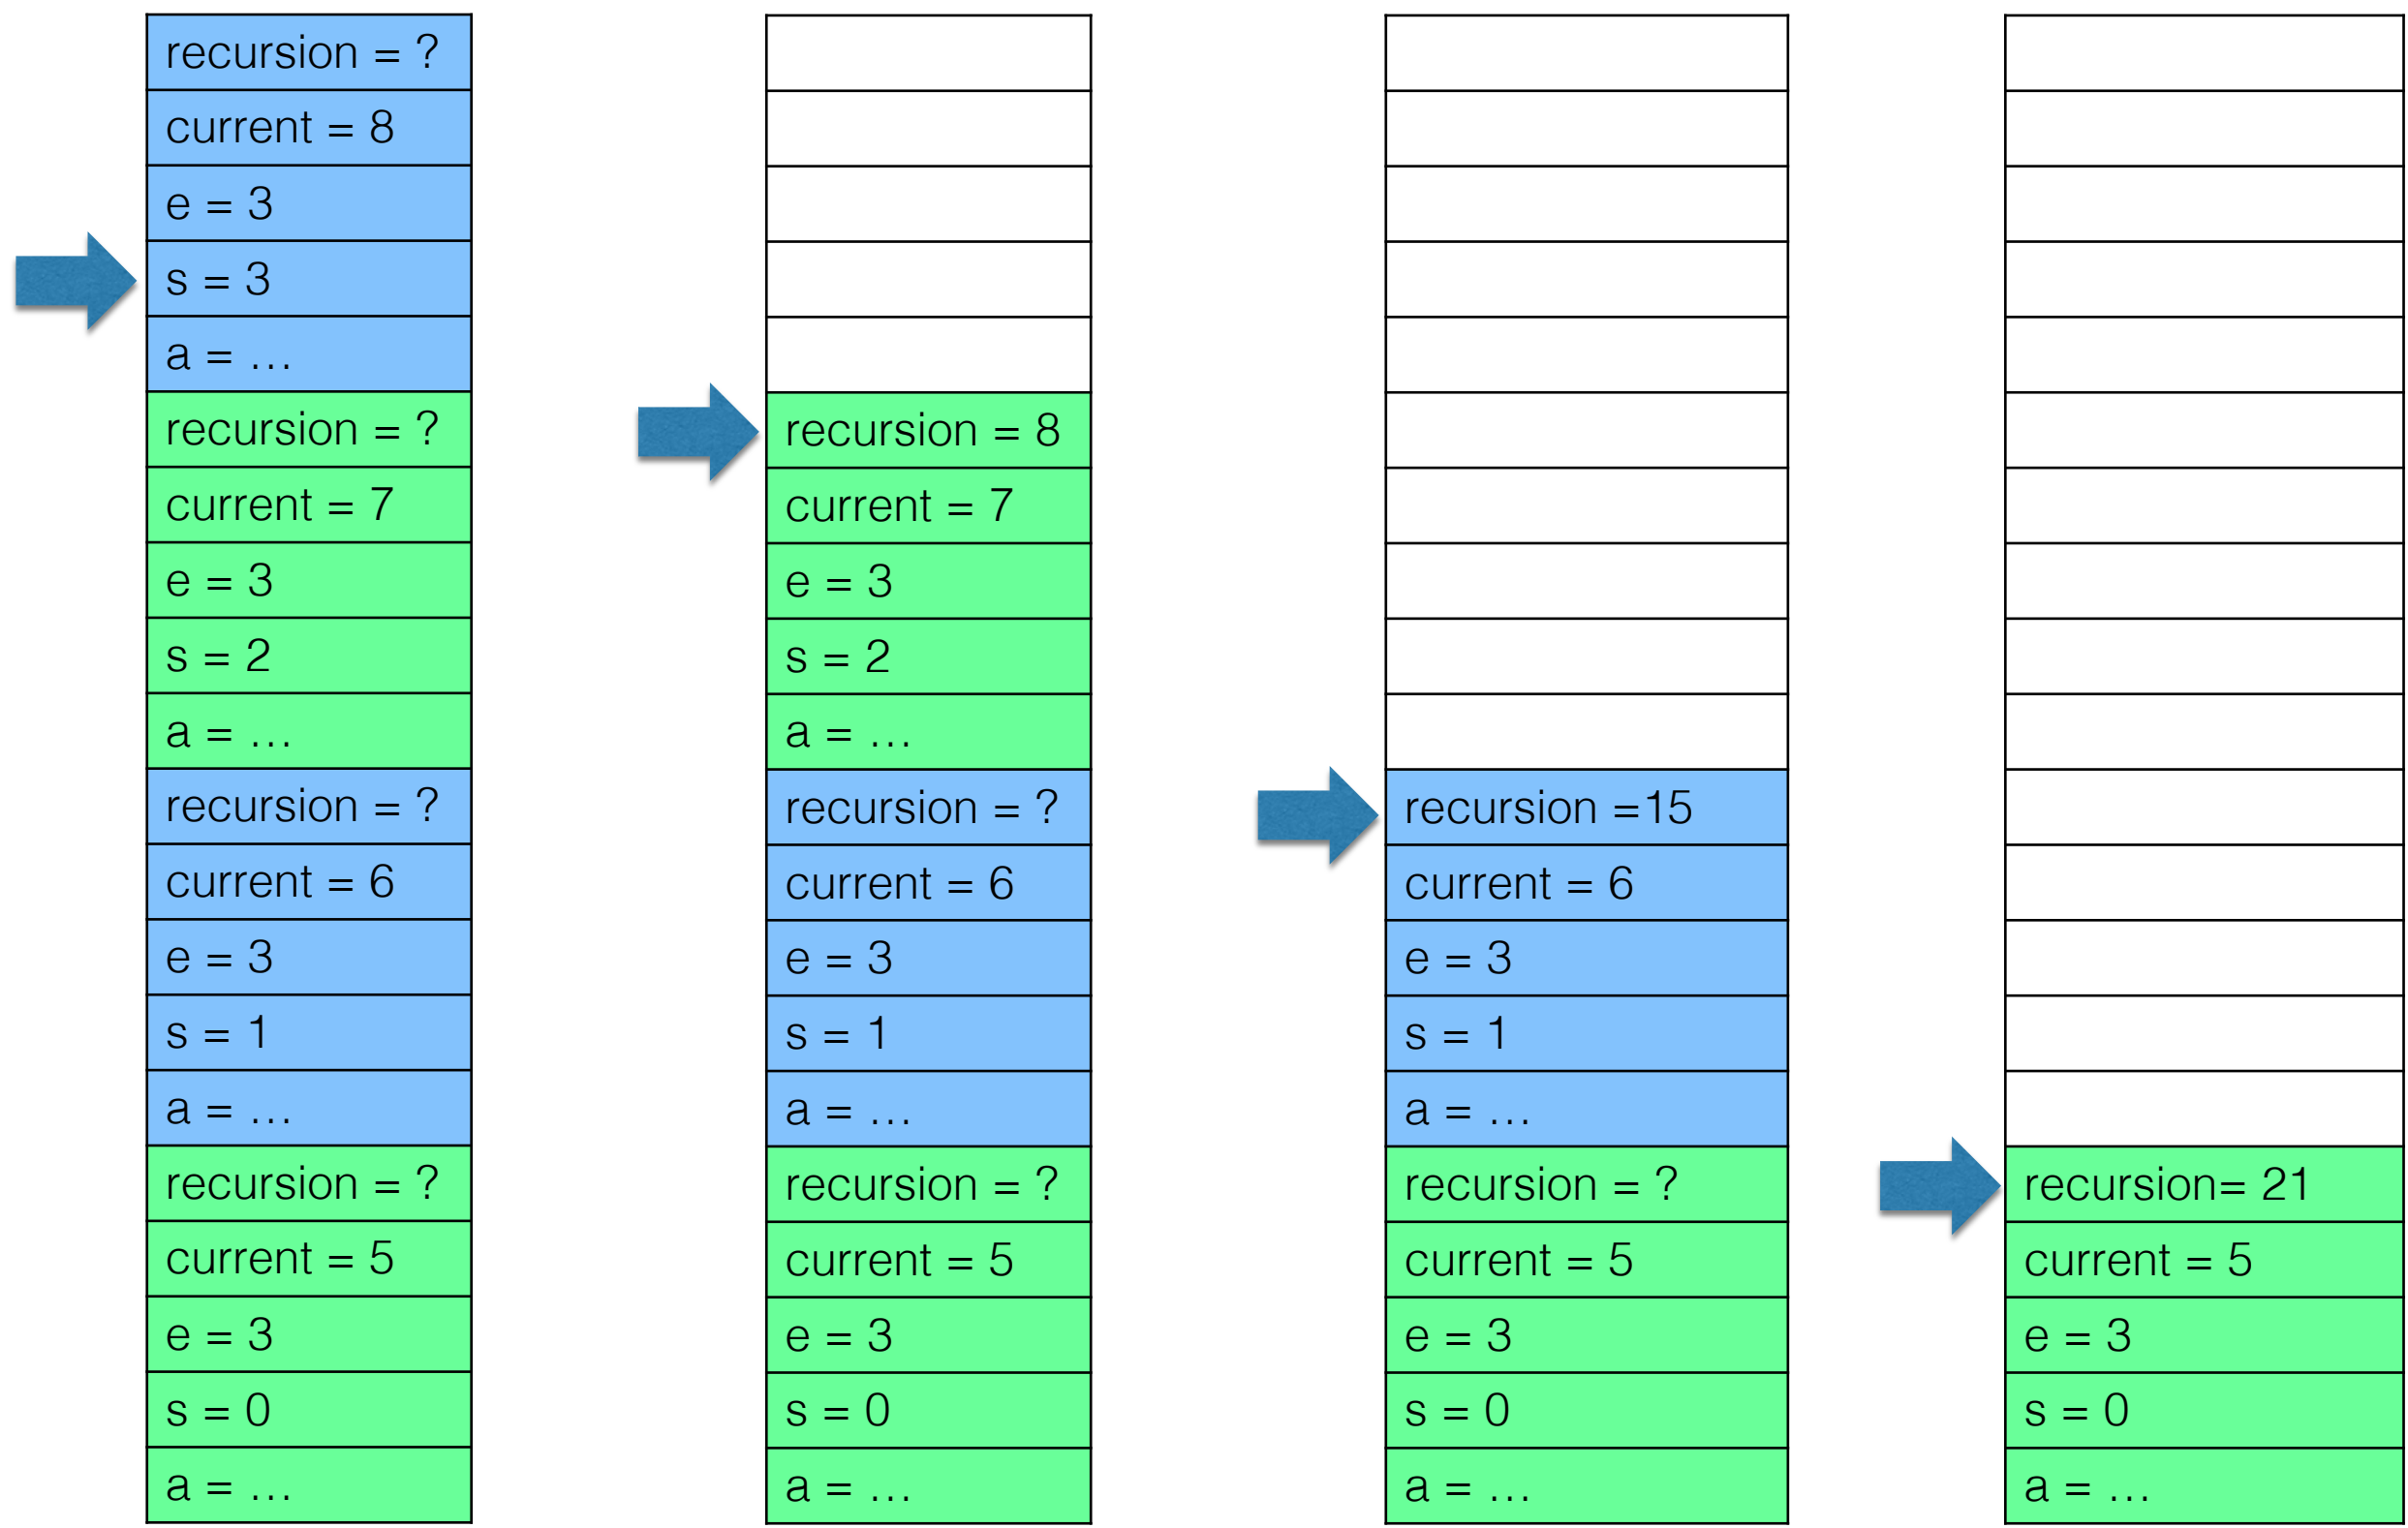 recursion = ?
current = 8
e = 3
s = 3
a = …
recursion = ?
current = 7
e = 3
s = 2
a = …
recursion = ?
current = 6
e = 3
s = 1
a = …
recursion = ?
current = 5
e = 3
s = 0
a = …
recursion = 8
current = 7
e = 3
s = 2
a = …
recursion = ?
current = 6
e = 3
s = 1
a = …
recursion = ?
current = 5
e = 3
s = 0
a = …
recursion =15
current = 6
e = 3
s = 1
a = …
recursion = ?
current = 5
e = 3
s = 0
a = …
recursion= 21
current = 5
e = 3
s = 0
a = …